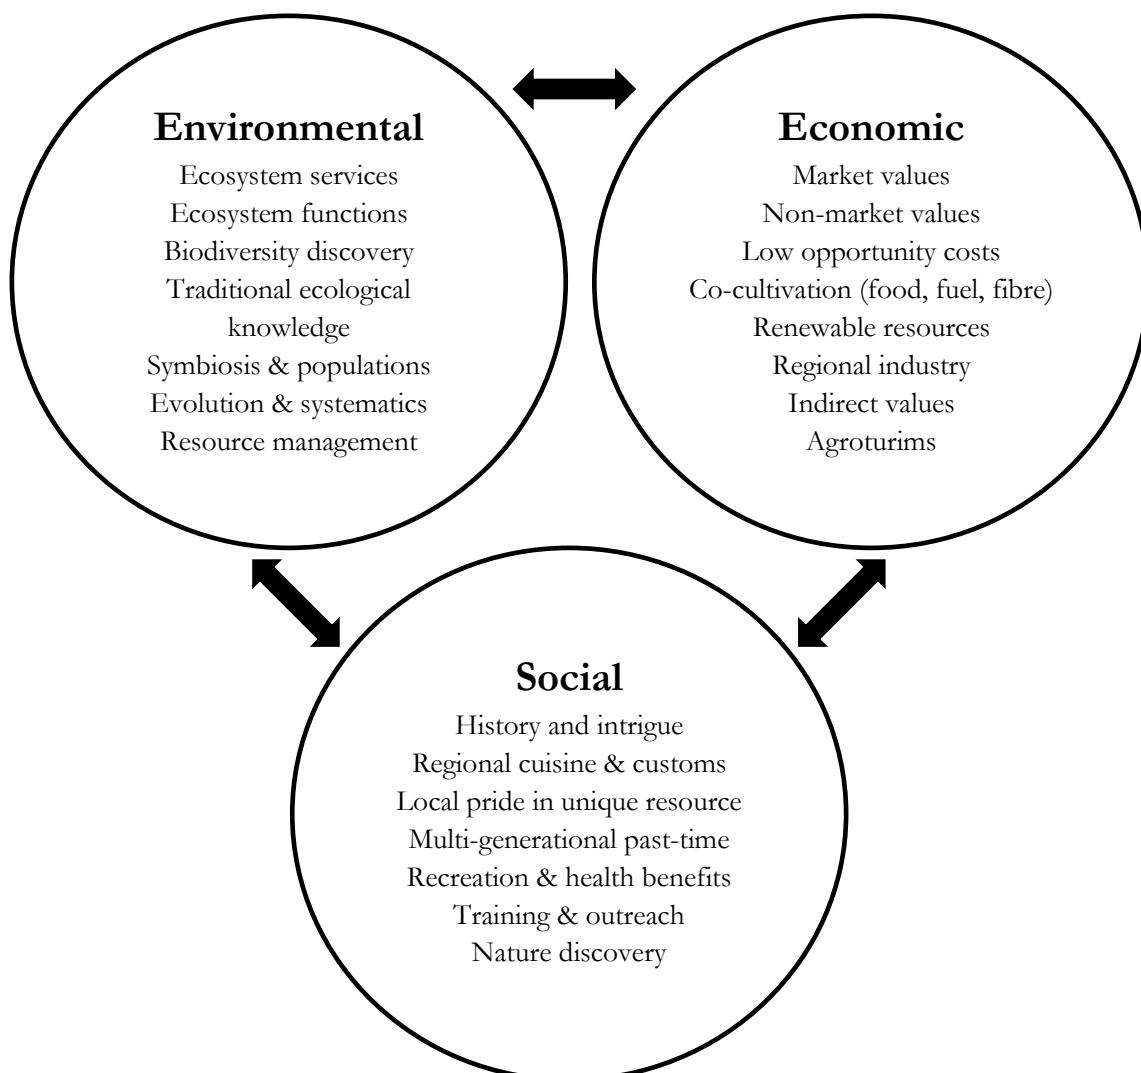 Environmental
Ecosystem services
Ecosystem functions
Biodiversity discovery
Traditional ecological
knowledge
Symbiosis & populations
Evolution & systematics
Resource management
Economic
Market values
Non-market values
Low opportunity costs
Co-cultivation (food, fuel, fibre)
Renewable resources
Regional industry
Indirect values
Agroturims
Social
History and intrigue
Regional cuisine & customs
Local pride in unique resource
Multi-generational past-time
Recreation & health benefits
Training & outreach
Nature discovery